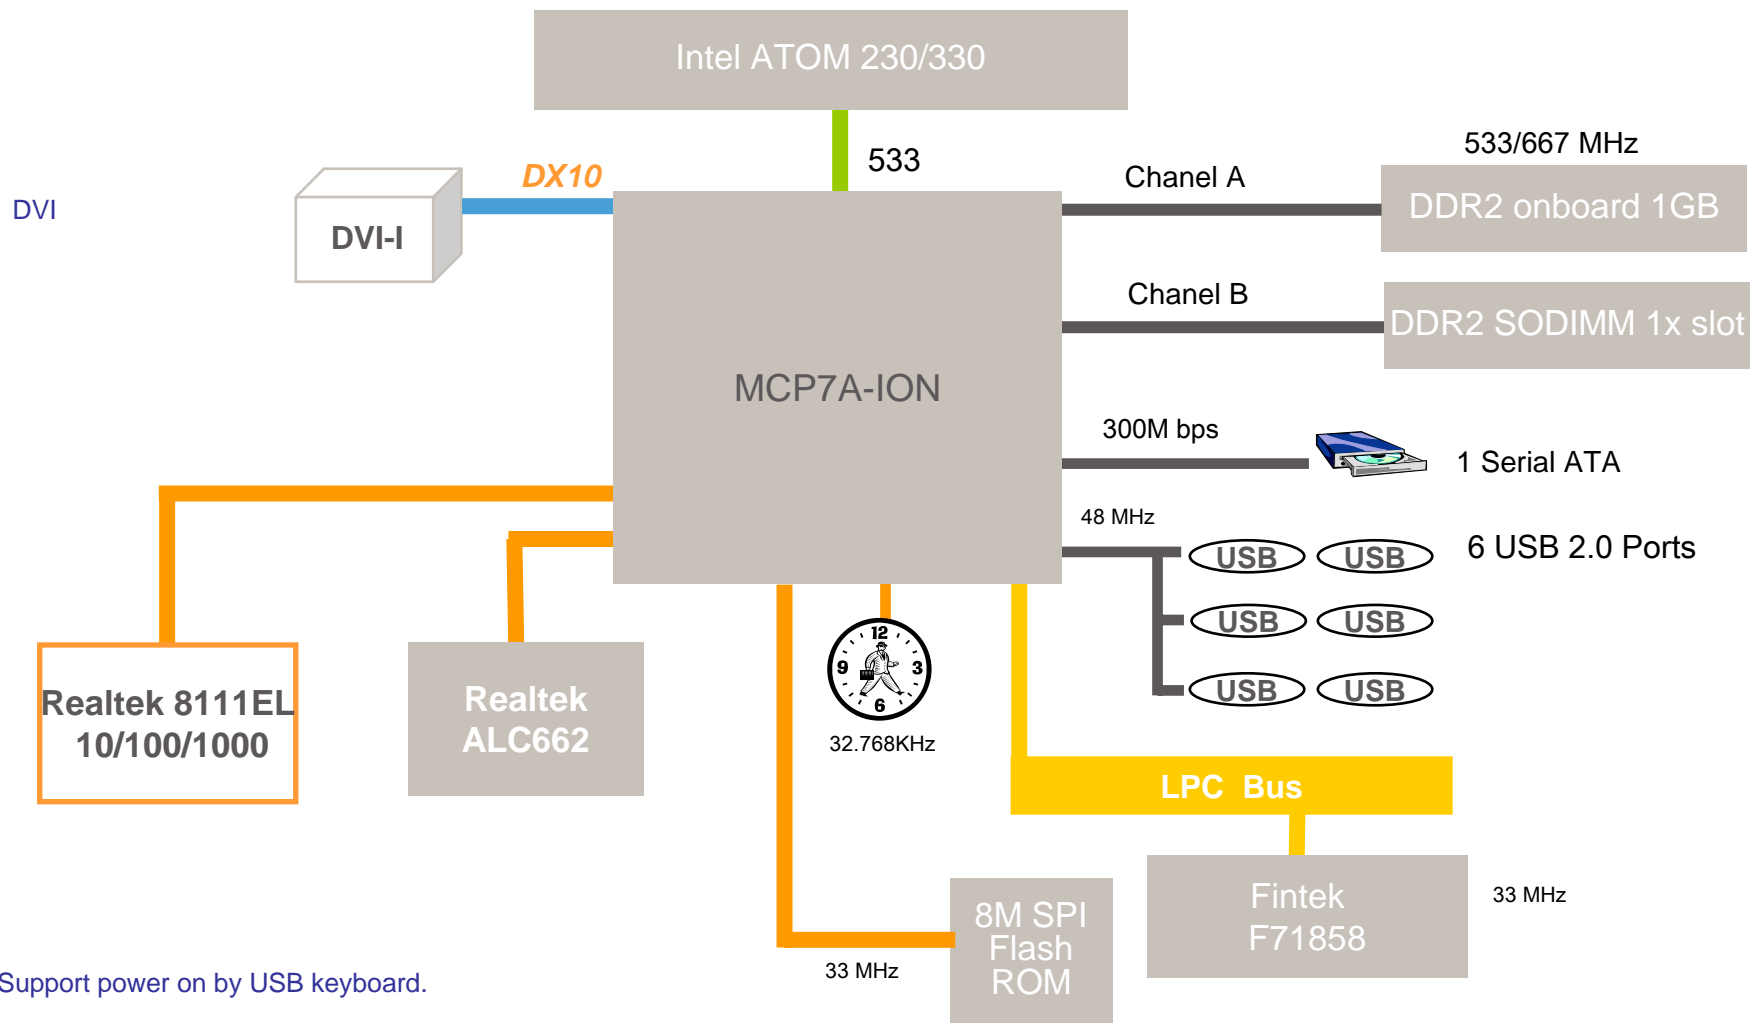 Intel ATOM 230/330
533
533/667 MHz
DX10
Chanel A
DVI
DVI-I
DDR2 onboard 1GB
Chanel B
DDR2 SODIMM 1x slot
MCP7A-ION
300M bps
1 Serial ATA
48 MHz
6 USB 2.0 Ports
USB USB
USB USB
USB USB
12
9 3
6
32.768KHz
Realtek 8111EL
10/100/1000
Realtek
ALC662
LPC Bus
8M SPI
Flash
ROM
33 MHz
Fintek
F71858
33 MHz
Support power on by USB keyboard.